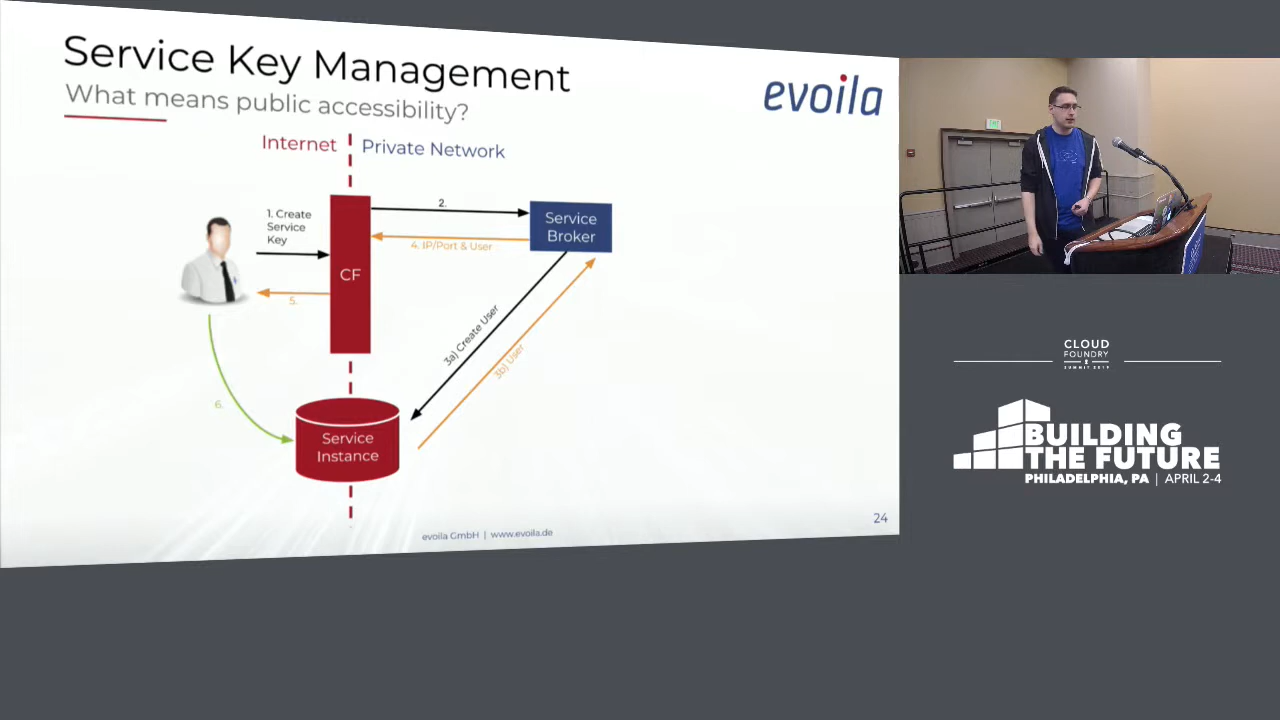 Service Key Management
What means public accessibility?
evoila
Internet
Private Network
1. Create
Service
Key
2.
Service
Broker
4. IP/Port & User
CF
5.
3a) Create User
3b) User
6.
Service
Instance
evoila GmbH | www.evoila.de
24
CLOUD
FOUNDRY
SUMMIT 2019
BUILDING
THE FUTURE
PHILADELPHIA, PA | APRIL 2-4